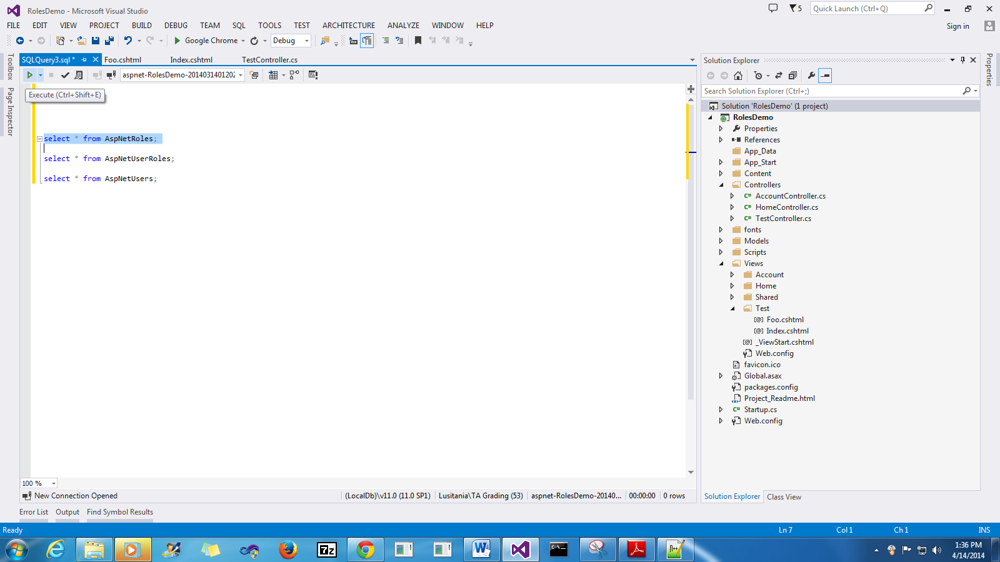 RolesDemo - Microsoft Visual Studio
5
Quick Launch (Ctrl+Q)
FILE EDIT VIEW PROJECT BUILD DEBUG TEAM SQL TOOLS TEST ARCHITECTURE ANALYZE WINDOW HELP
Sign in
Google Chrome
Debug
Toolbox
Page Inspector
SQLQuery3.sql * Foo.cshtml Index.cshtml TestController.cs
aspnet-RolesDemo-201403140120
Execute (Ctrl+Shift+E)
select * from AspNetRoles;
select * from AspNetUserRoles;
select * from AspNetUsers;
100 %
New Connection Opened
(LocalDb)\v11.0 (11.0 SP1) Lusitania\TA Grading (53) aspnet-RolesDemo-20140... 00:00:00 0 rows
Error List Output Find Symbol Results
Solution Explorer
Properties
Search Solution Explorer (Ctrl+;)
Solution 'RolesDemo' (1 project)
RolesDemo
Properties
References
App_Data
App_Start
Content
Controllers
C# AccountController.cs
C# HomeController.cs
C# TestController.cs
fonts
Models
Scripts
Views
Account
Home
Shared
Test
[@] Foo.cshtml
[@] Index.cshtml
[@] _ViewStart.cshtml
Web.config
favicon.ico
Global.asax
packages.config
Project_Readme.html
C# Startup.cs
Web.config
Solution Explorer Class View
Ready
Ln 7 Col 1 Ch 1 INS
7z
C:\
1:36 PM
4/14/2014